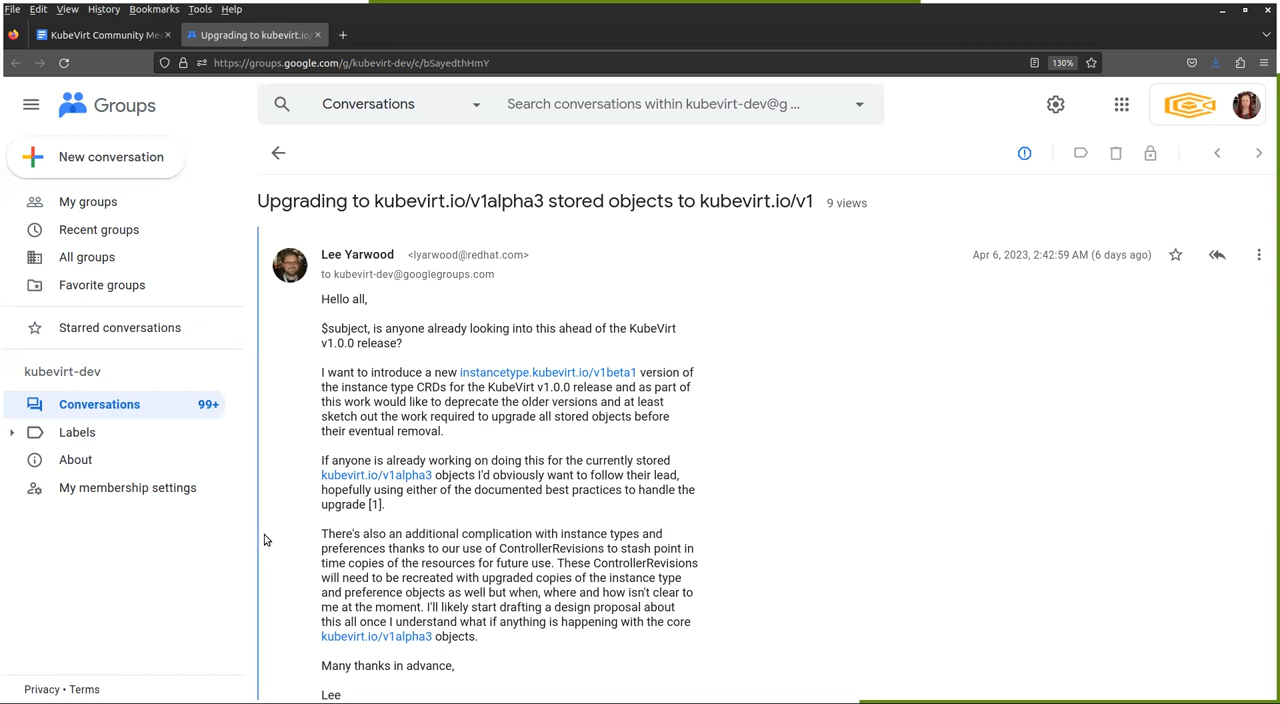 File Edit View History Bookmarks Tools Help
KubeVirt Community Me
Upgrading to kubevirt.io/
https://groups.google.com/g/kubevirt-dev/c/bSayedthHmY
130%
Groups
Conversations
Search conversations within kubevirt-dev@g ...
New conversation
My groups
Recent groups
All groups
Favorite groups
Starred conversations
kubevirt-dev
Conversations 99+
Labels
About
My membership settings
Privacy • Terms
Upgrading to kubevirt.io/v1alpha3 stored objects to kubevirt.io/v1 9 views
Lee Yarwood <lyarwood@redhat.com>
Apr 6, 2023, 2:42:59 AM (6 days ago)
to kubevirt-dev@googlegroups.com
Hello all,
$subject, is anyone already looking into this ahead of the KubeVirt
v1.0.0 release?
I want to introduce a new instancetype.kubevirt.io/v1beta1 version of
the instance type CRDs for the KubeVirt v1.0.0 release and as part of
this work would like to deprecate the older versions and at least
sketch out the work required to upgrade all stored objects before
their eventual removal.
If anyone is already working on doing this for the currently stored
kubevirt.io/v1alpha3 objects I'd obviously want to follow their lead,
hopefully using either of the documented best practices to handle the
upgrade [1].
There's also an additional complication with instance types and
preferences thanks to our use of ControllerRevisions to stash point in
time copies of the resources for future use. These ControllerRevisions
will need to be recreated with upgraded copies of the instance type
and preference objects as well but when, where and how isn't clear to
me at the moment. I'll likely start drafting a design proposal about
this all once I understand what if anything is happening with the core
kubevirt.io/v1alpha3 objects.
Many thanks in advance,
Lee